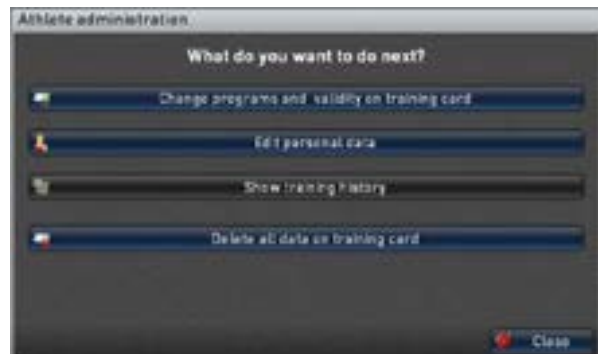 Athlete administration
What do you want to do next?
Change programs and validity on training card
Edit personal data
Show training history
Delete all data on training card
Close